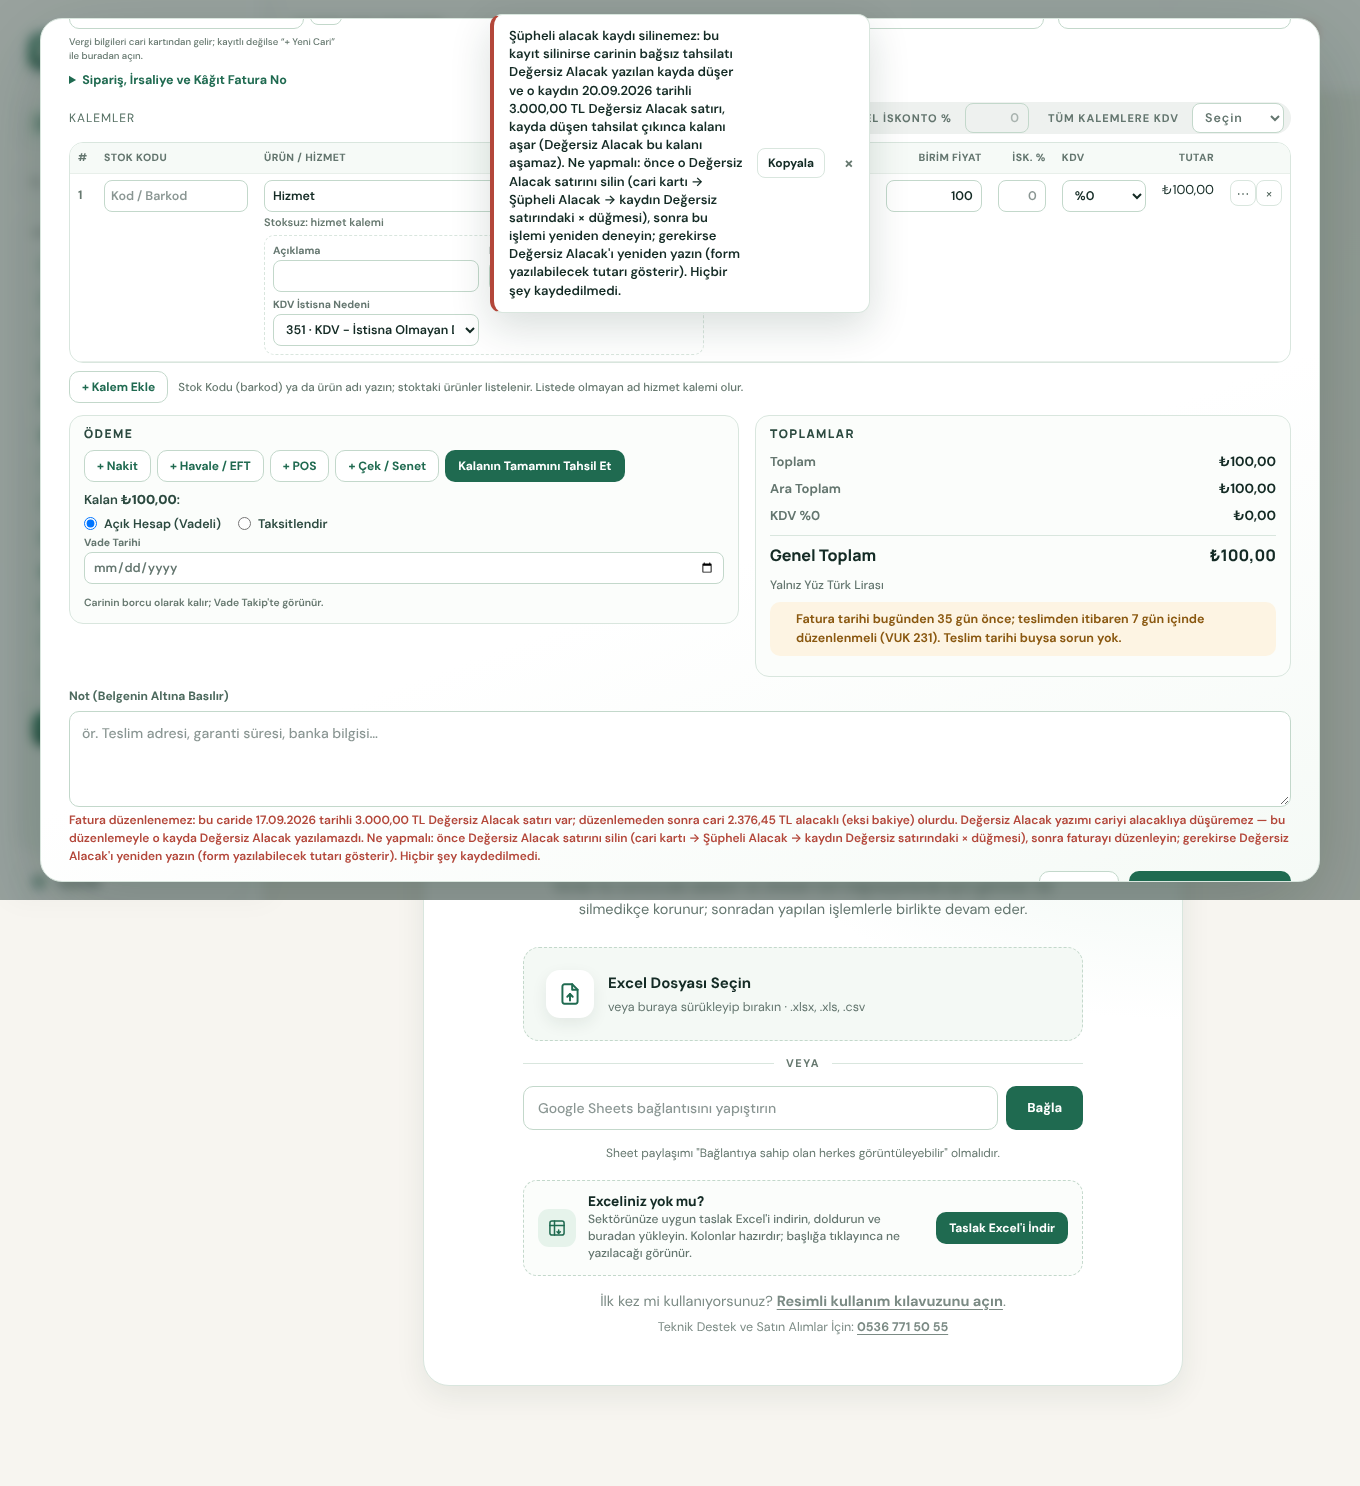 Vergi bilgileri cari kartından gelir; kayıtlı değilse "+ Yeni Cari"
ile buradan açın.
▶ Sipariş, İrsaliye ve Kâğıt Fatura No
Şüpheli alacak kaydı silinemez: bu
kayıt silinirse carinin bağsız tahsilatı
Değersiz Alacak yazılan kayda düşer
ve o kaydın 20.09.2026 tarihli
3.000,00 TL Değersiz Alacak satırı,
kayda düşen tahsilat çıkınca kalanı
aşar (Değersiz Alacak bu kalanı
aşamaz). Ne yapmalı: önce o Değersiz
Alacak satırını silin (cari kartı →
Şüpheli Alacak → kaydın Değersiz
satırındaki × düğmesi), sonra bu
işlemi yeniden deneyin; gerekirse
Değersiz Alacak'ı yeniden yazın (form
yazılabilecek tutarı gösterir). Hiçbir
şey kaydedilmedi.
Kopyala ×
KALEMLER
İSKONTO % 0 TÜM KALEMLERE KDV Seçin
# STOK KODU ÜRÜN / HİZMET BİRİM FİYAT İSK. % KDV TUTAR
1 Kod / Barkod Hizmet 100 0 %0 ₺100,00 ... ×
Stoksuz: hizmet kalemi
Açıklama
KDV İstisna Nedeni
351 · KDV - İstisna Olmayan
+ Kalem Ekle Stok Kodu (barkod) ya da ürün adı yazın; stoktaki ürünler listelenir. Listede olmayan ad hizmet kalemi olur.
ÖDEME
+ Nakit + Havale / EFT + POS + Çek / Senet Kalanın Tamamını Tahsil Et
Kalan ₺100,00:
Açık Hesap (Vadeli) Taksitlendir
Vade Tarihi
mm/dd/yyyy
Carinin borcu olarak kalır; Vade Takip'te görünür.
TOPLAMLAR
Toplam ₺100,00
Ara Toplam ₺100,00
KDV %0 ₺0,00
Genel Toplam ₺100,00
Yalnız Yüz Türk Lirası
Fatura tarihi bugünden 35 gün önce; teslimden itibaren 7 gün içinde
düzenlenmeli (VUK 231). Teslim tarihi buysa sorun yok.
Not (Belgenin Altına Basılır)
ör. Teslim adresi, garanti süresi, banka bilgisi...
Fatura düzenlenemez: bu caride 17.09.2026 tarihli 3.000,00 TL Değersiz Alacak satırı var; düzenlemeden sonra cari 2.376,45 TL alacaklı (eksi bakiye) olurdu. Değersiz Alacak yazımı cariyi alacaklıya düşüremez — bu
düzenlemeyle o kayda Değersiz Alacak yazılamazdı. Ne yapmalı: önce Değersiz Alacak satırını silin (cari kartı → Şüpheli Alacak → kaydın Değersiz satırındaki × düğmesi), sonra faturayı düzenleyin; gerekirse Değersiz
Alacak'ı yeniden yazın (form yazılabilecek tutarı gösterir). Hiçbir şey kaydedilmedi.
silmedikçe korunur; sonradan yapılan işlemlerle birlikte devam eder.
Excel Dosyası Seçin
veya buraya sürükleyip bırakın · .xlsx, .xls, .csv
VEYA
Google Sheets bağlantısını yapıştırın Bağla
Sheet paylaşımı "Bağlantıya sahip olan herkes görüntüleyebilir" olmalıdır.
Exceliniz yok mu?
Sektörünüze uygun taslak Excel'i indirin, doldurun ve
buradan yükleyin. Kolonlar hazırdır; başlığa tıklayınca ne
yazılacağı görünür.
Taslak Excel'i İndir
İlk kez mi kullanıyorsunuz? Resimli kullanım kılavuzunu açın.
Teknik Destek ve Satın Alımlar İçin: 0536 771 50 55